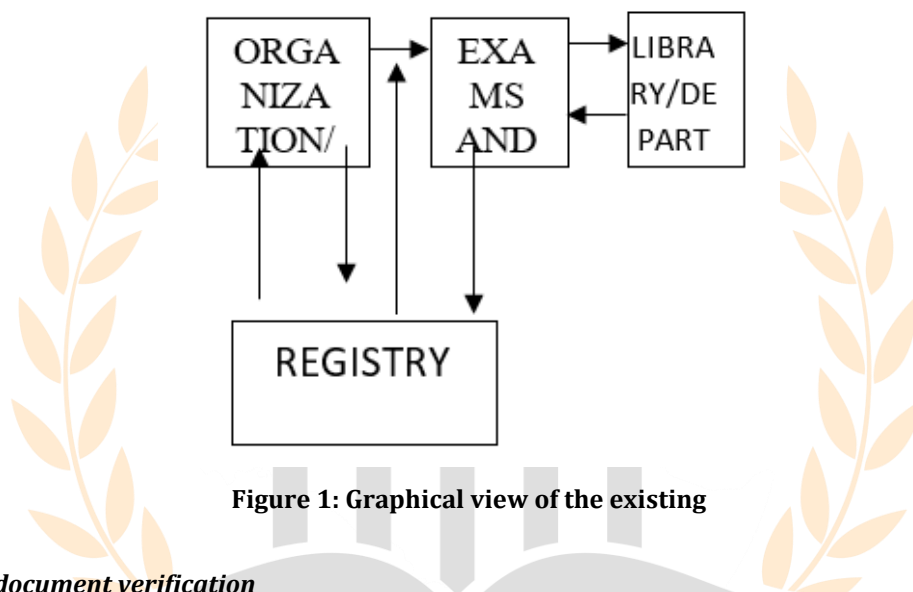 ORGA
NIZA
TION/
EXA
MS
AND
LIBRA
RY/DE
PART
REGISTRY
Figure 1: Graphical view of the existing
document verification